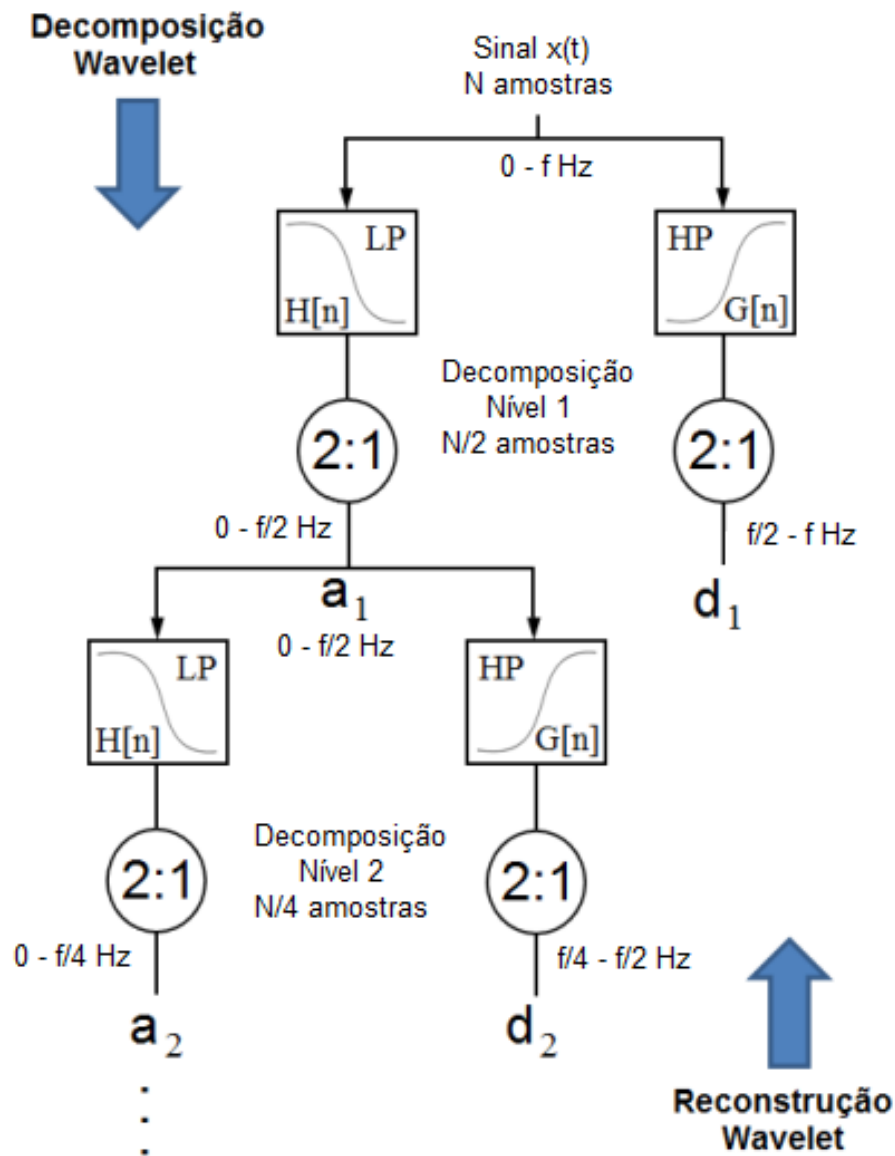 Decomposição
Wavelet
Sinal x(t)
N amostras
0 - f Hz
LP
H[n]
HP
G[n]
Decomposição
Nível 1
N/2 amostras
2:1
2:1
0 - f/2 Hz
f/2 - f Hz
a1
d1
0 - f/2 Hz
LP
H[n]
HP
G[n]
Decomposição
Nível 2
N/4 amostras
2:1
2:1
0 - f/4 Hz
f/4 - f/2 Hz
a2
d2
Reconstrução
Wavelet